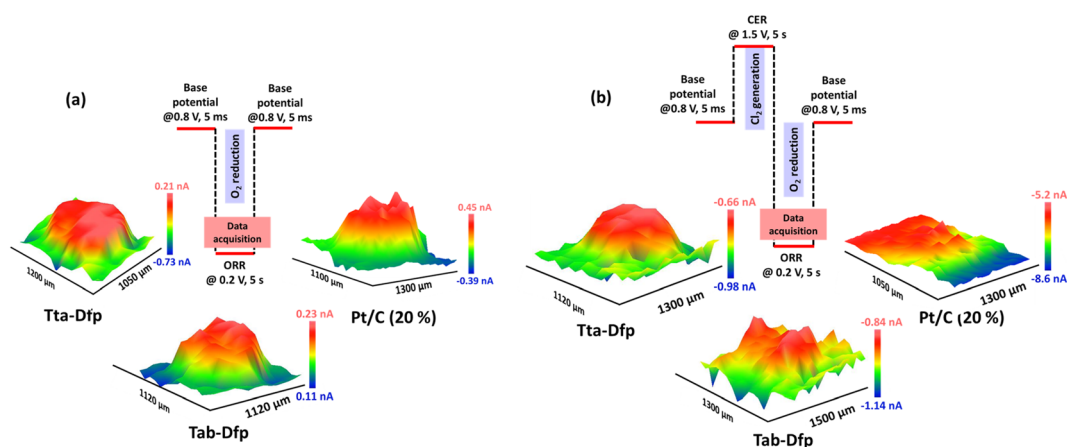 (a)
Base
potential
@0.8 V, 5 ms
Base
potential
@0.8 V, 5 ms
O₂ reduction
Data
acquisition
ORR
@ 0.2 V, 5 s
0.21 nA
-0.73 nA
1200 µm
1050 µm
Tta-Dfp
0.45 nA
-0.39 nA
1100 µm
1300 µm
Pt/C (20 %)
0.23 nA
0.11 nA
1120 µm
1120 µm
Tab-Dfp
(b)
CER
@ 1.5 V, 5 s
Base
potential
@0.8 V, 5 ms
Cl₂ generation
Base
potential
@0.8 V, 5 ms
O₂ reduction
Data
acquisition
ORR
@ 0.2 V, 5 s
-0.66 nA
-0.98 nA
1120 µm
1300 µm
Tta-Dfp
-5.2 nA
-8.6 nA
1050 µm
1300 µm
Pt/C (20 %)
-0.84 nA
-1.14 nA
1300 µm
1500 µm
Tab-Dfp